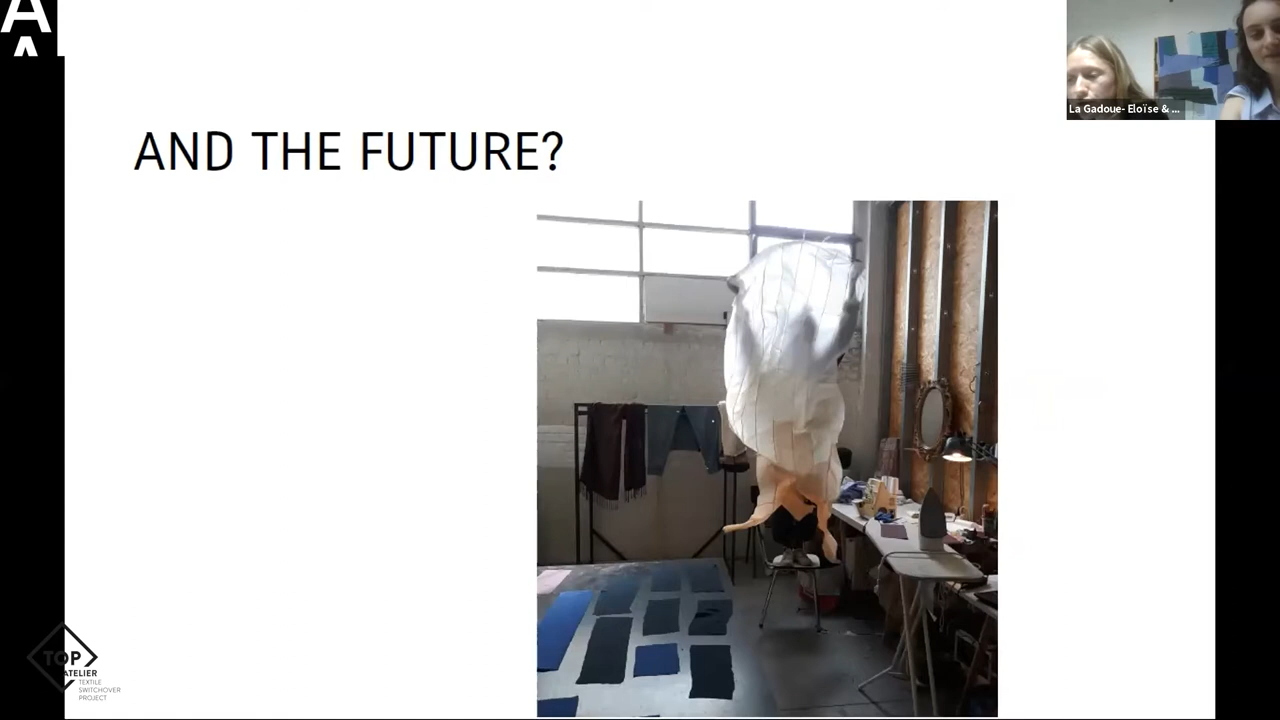 A
A
La Gadoue- Eloïse & ...
AND THE FUTURE?
TOP
ATELIER
TEXTILE
SWITCHOVER
PROJECT